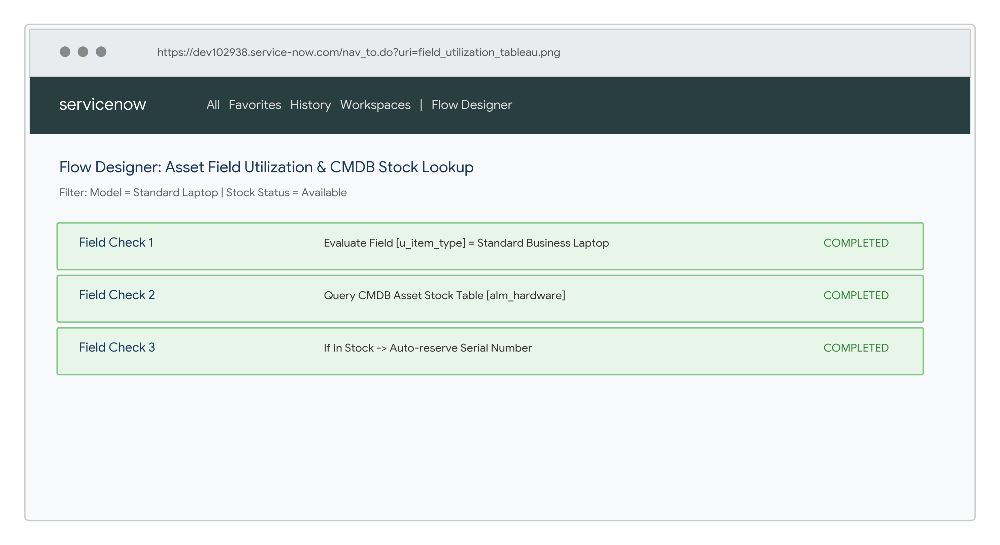 https://dev102938.service-now.com/nav_to.do?uri=field_utilization_tableau.png
servicenow All Favorites History Workspaces | Flow Designer
Flow Designer: Asset Field Utilization & CMDB Stock Lookup
Filter: Model = Standard Laptop | Stock Status = Available
Field Check 1 Evaluate Field [u_item_type] = Standard Business Laptop COMPLETED
Field Check 2 Query CMDB Asset Stock Table [alm_hardware] COMPLETED
Field Check 3 If In Stock -> Auto-reserve Serial Number COMPLETED